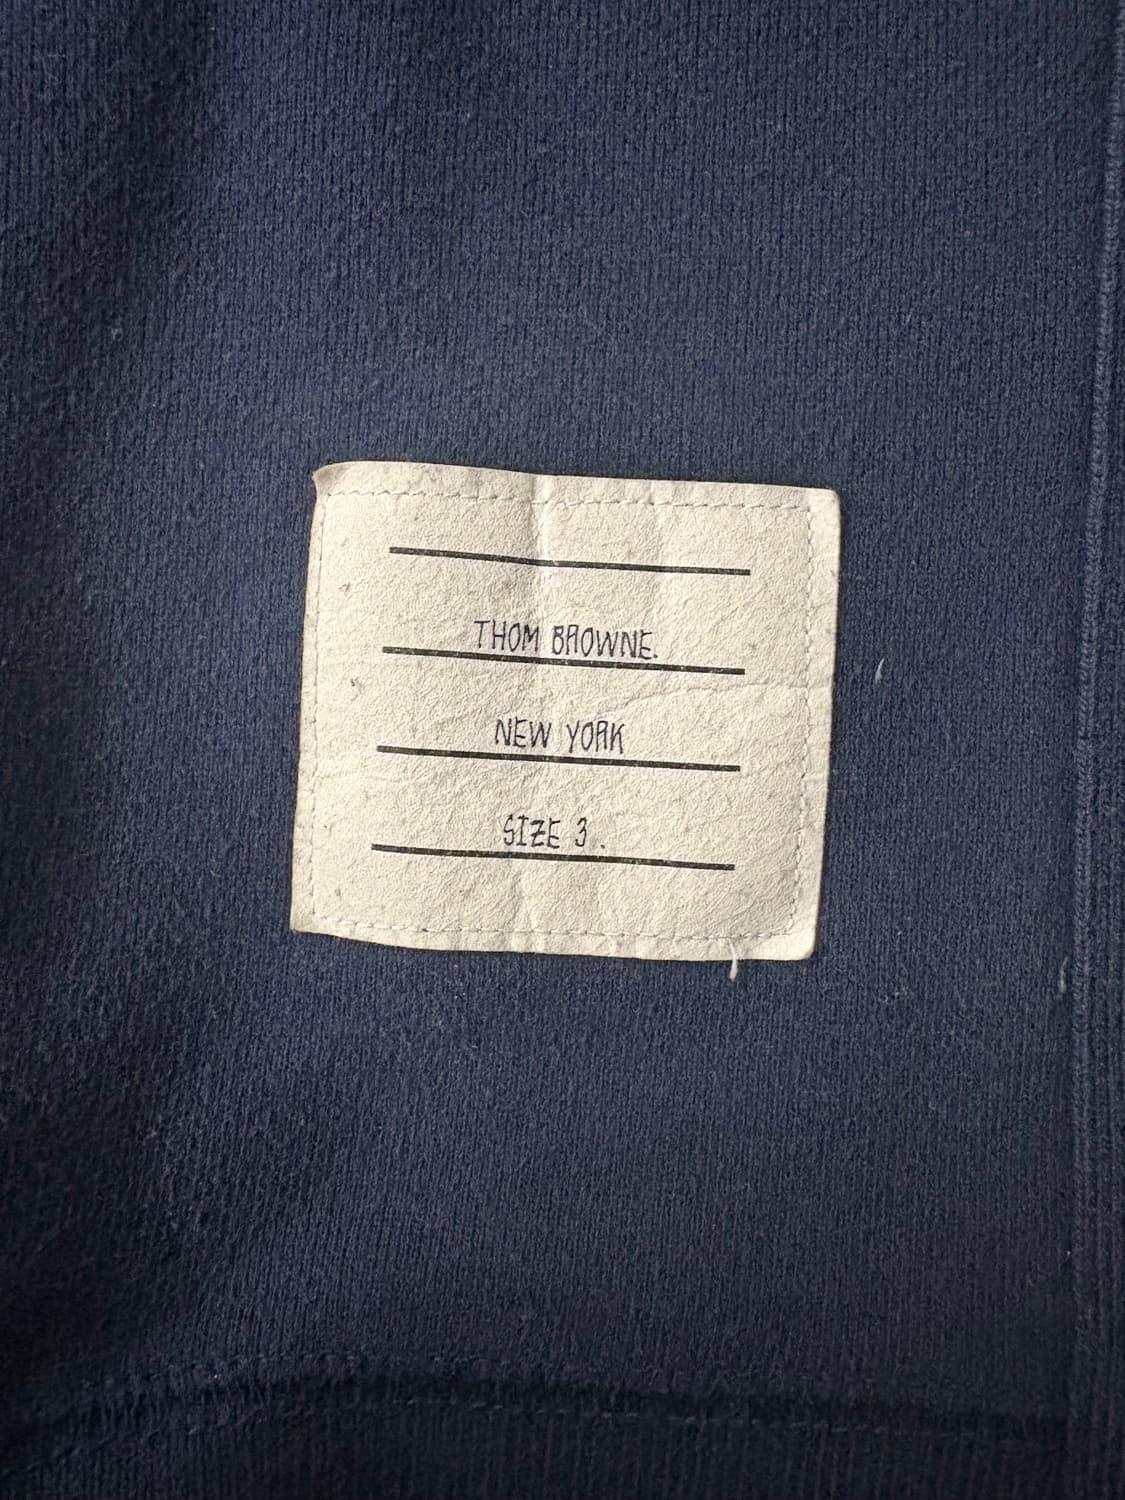 THOM BROWNE.
NEW YORK
SIZE 3.